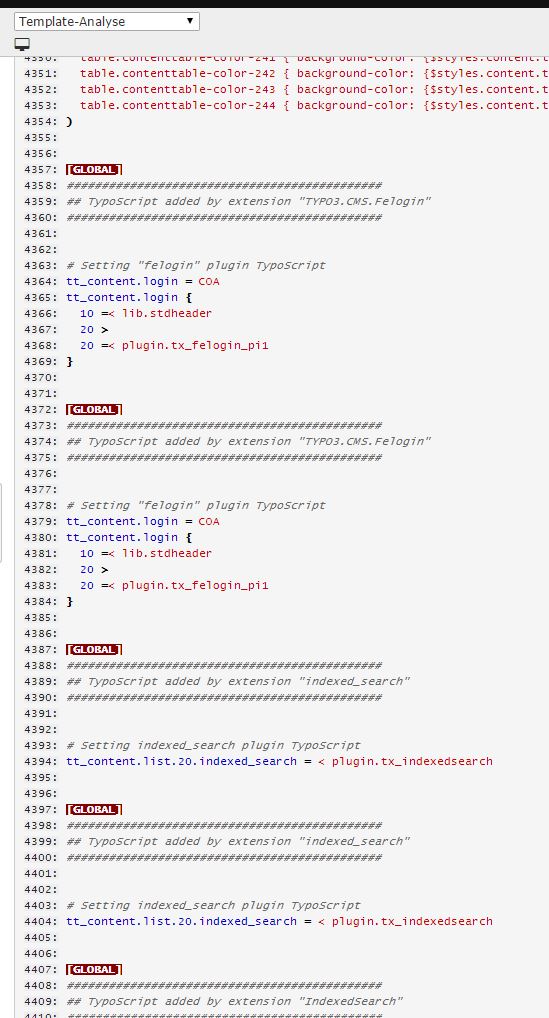 Template-Analyse
4350: table.contenttable-color-241 { background-color: {$styles.content.t
4351: table.contenttable-color-242 { background-color: {$styles.content.t
4352: table.contenttable-color-243 { background-color: {$styles.content.t
4353: table.contenttable-color-244 { background-color: {$styles.content.t
4354: )
4355:
4356:
4357: [GLOBAL]
4358: #############################################
4359: ## TypoScript added by extension "TYPO3.CMS.Felogin"
4360: #############################################
4361:
4362:
4363: # Setting "felogin" plugin TypoScript
4364: tt_content.login = COA
4365: tt_content.login {
4366: 10 =< lib.stdheader
4367: 20 >
4368: 20 =< plugin.tx_felogin_pi1
4369: }
4370:
4371:
4372: [GLOBAL]
4373: #############################################
4374: ## TypoScript added by extension "TYPO3.CMS.Felogin"
4375: #############################################
4376:
4377:
4378: # Setting "felogin" plugin TypoScript
4379: tt_content.login = COA
4380: tt_content.login {
4381: 10 =< lib.stdheader
4382: 20 >
4383: 20 =< plugin.tx_felogin_pi1
4384: }
4385:
4386:
4387: [GLOBAL]
4388: #############################################
4389: ## TypoScript added by extension "indexed_search"
4390: #############################################
4391:
4392:
4393: # Setting indexed_search plugin TypoScript
4394: tt_content.list.20.indexed_search = < plugin.tx_indexedsearch
4395:
4396:
4397: [GLOBAL]
4398: #############################################
4399: ## TypoScript added by extension "indexed_search"
4400: #############################################
4401:
4402:
4403: # Setting indexed_search plugin TypoScript
4404: tt_content.list.20.indexed_search = < plugin.tx_indexedsearch
4405:
4406:
4407: [GLOBAL]
4408: #############################################
4409: ## TypoScript added by extension "IndexedSearch"
4410: #############################################